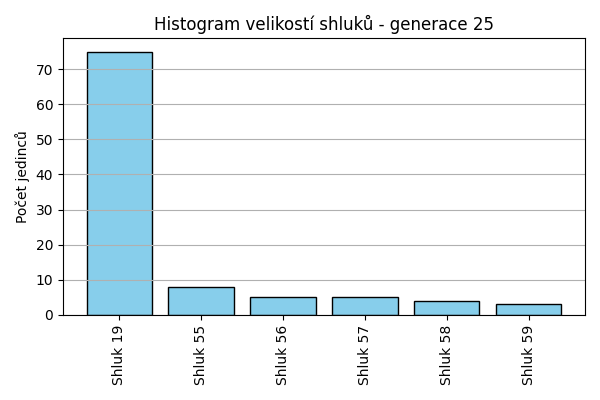 Histogram velikostí shluků - generace 25
Počet jedinců
70
60
50
40
30
20
10
0
Shluk 19
Shluk 55
Shluk 56
Shluk 57
Shluk 58
Shluk 59